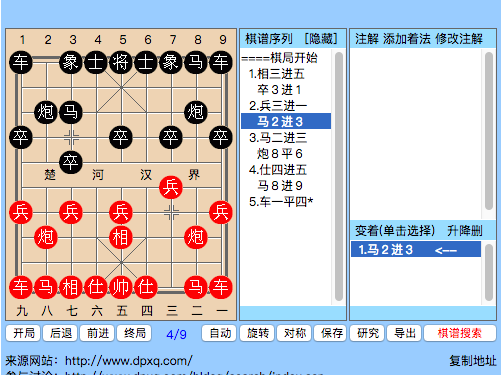 1 2 3 4 5 6 7 8 9
车 象 士 将 士 象 马 车
炮 马 炮
卒 卒 卒 卒
卒
楚 河 汉 界
兵
兵 兵 兵 兵
炮 相 炮
车 马 相 仕 帅 仕 马 车
九 八 七 六 五 四 三 二 一
棋谱序列 [隐藏]
====棋局开始
1.相三进五
卒3进1
2.兵三进一
马2进3
3.马二进三
炮8平6
4.仕四进五
马8进9
5.车一平四*
注解 添加着法 修改注解
变着(单击选择) 升降删
1.马2进3 <--
开局 后退 前进 终局 4/9 自动 旋转 对称 保存 研究 导出 棋谱搜索
来源网站: http://www.dpxq.com/ 复制地址